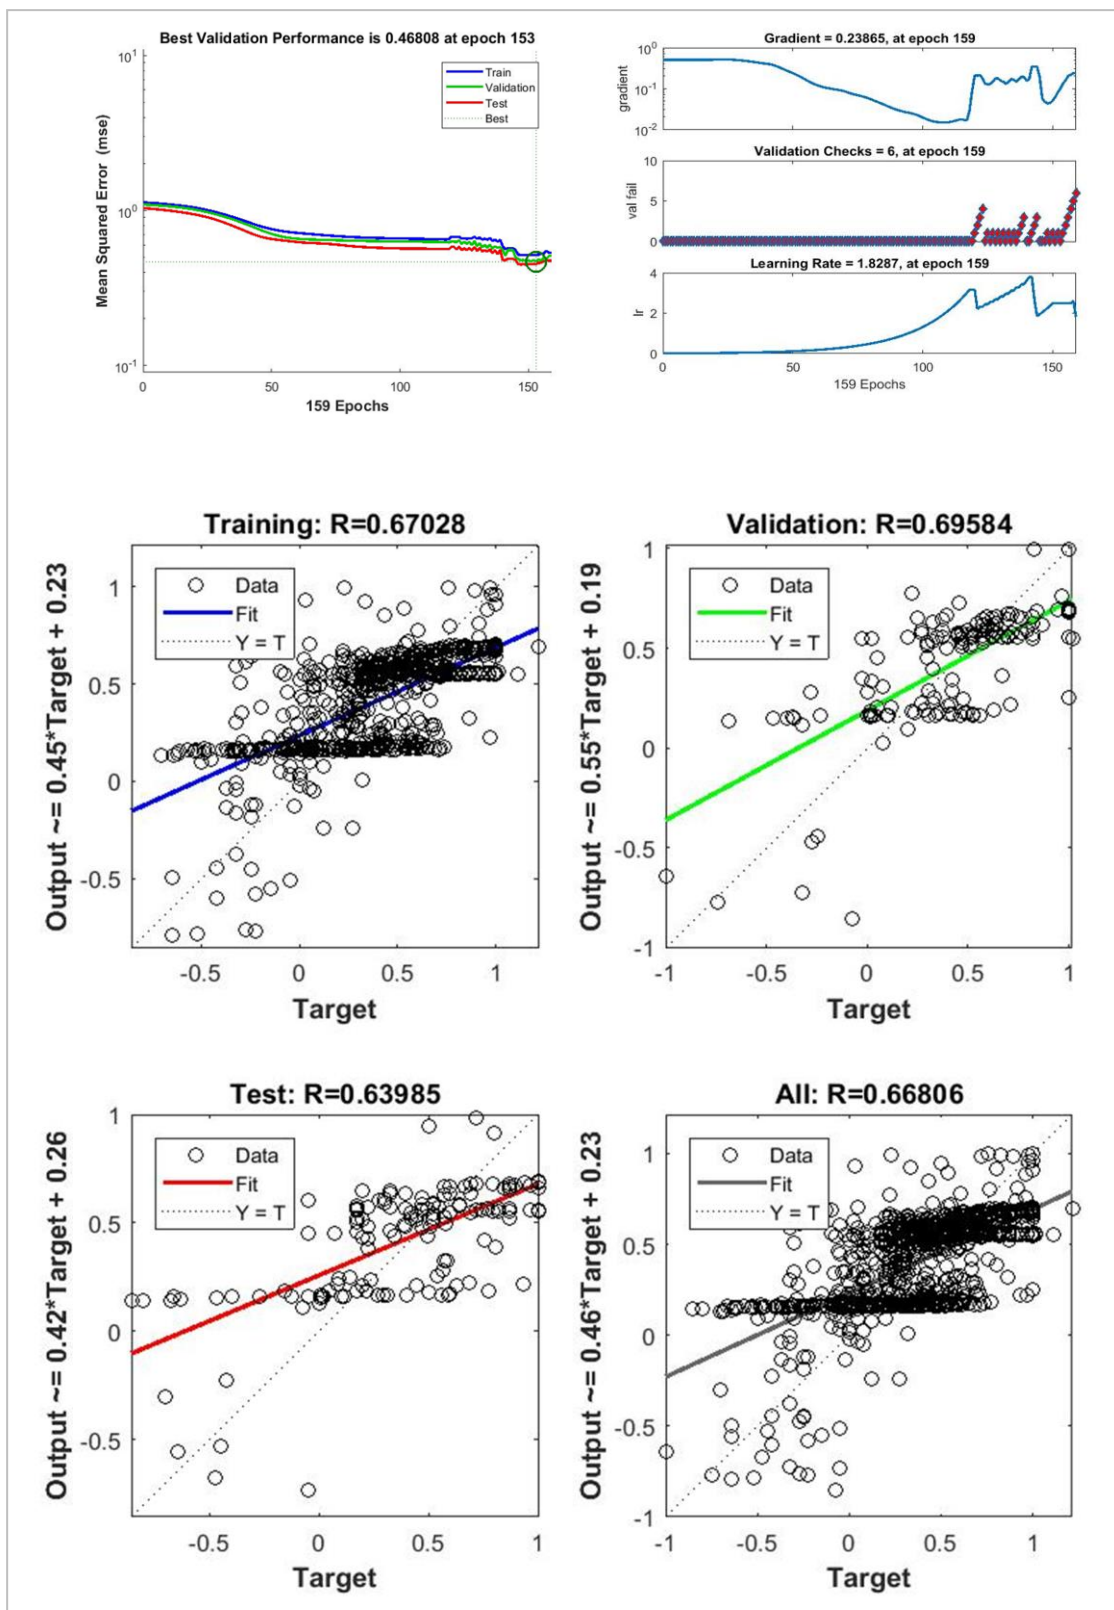 Best Validation Performance is 0.46808 at epoch 153
Mean Squared Error (mse)
10^1
10^0
10^-1
Train
Validation
Test
Best
0 50 100 150
159 Epochs
Gradient = 0.23865, at epoch 159
gradient
10^0
10^-1
10^-2
0 50 100 150
Validation Checks = 6, at epoch 159
val fail
10
5
0
0 50 100 150
Learning Rate = 1.8287, at epoch 159
lr
4
2
0
0 50 100 150
159 Epochs
Training: R=0.67028
Output ~= 0.45*Target + 0.23
1
0.5
0
-0.5
Data
Fit
Y = T
-0.5 0 0.5 1
Target
Validation: R=0.69584
Output ~= 0.55*Target + 0.19
1
0.5
0
-0.5
-1
Data
Fit
Y = T
-1 -0.5 0 0.5 1
Target
Test: R=0.63985
Output ~= 0.42*Target + 0.26
1
0.5
0
-0.5
Data
Fit
Y = T
-0.5 0 0.5 1
Target
All: R=0.66806
Output ~= 0.46*Target + 0.23
1
0.5
0
-0.5
-1
Data
Fit
Y = T
-1 -0.5 0 0.5 1
Target